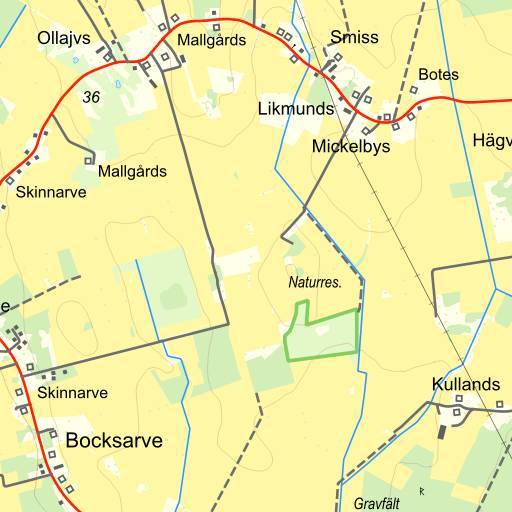 Ollajvs
Mallgårds
Smiss
Botes
36
Likmunds
Mickelbys
Hägv
Mallgårds
Skinnarve
Naturres.
e
Skinnarve
Kullands
Bocksarve
Gravfält
R